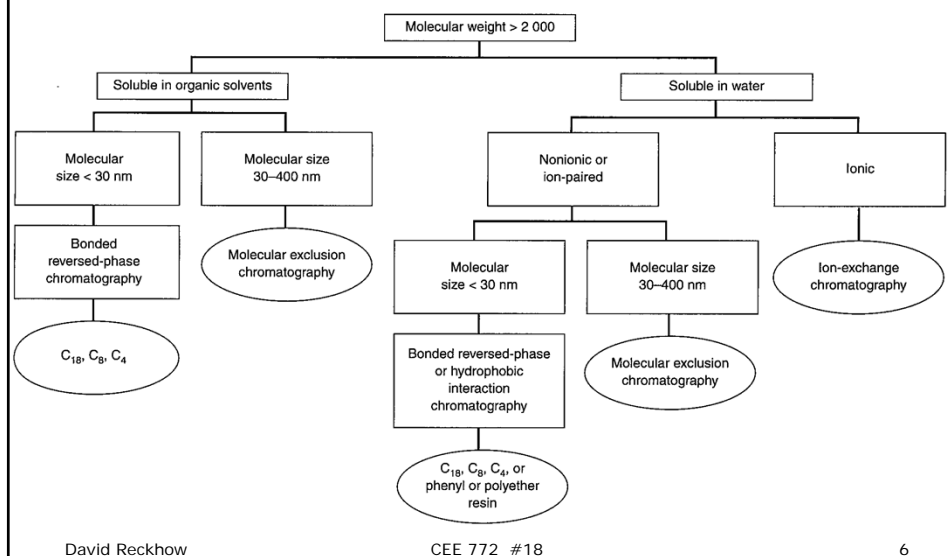 Molecular weight > 2 000
Soluble in organic solvents
Soluble in water
Molecular
size < 30 nm
Molecular size
30–400 nm
Nonionic or
ion-paired
Ionic
Bonded
reversed-phase
chromatography
Molecular exclusion
chromatography
Molecular
size < 30 nm
Molecular size
30–400 nm
Ion-exchange
chromatography
C₁₈, C₈, C₄
Bonded reversed-phase
or hydrophobic
interaction
chromatography
Molecular exclusion
chromatography
C₁₈, C₈, C₄, or
phenyl or polyether
resin
David Reckhow
CEE 772 #18
6